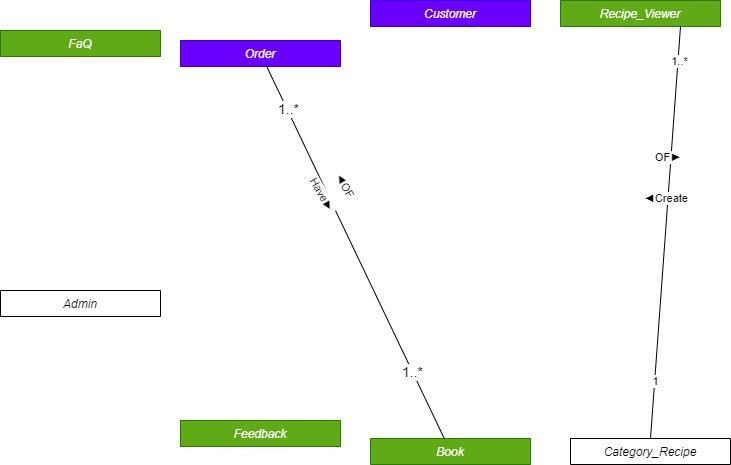 Customer
Recipe_Viewer
FaQ
Order
1..*
1..*
OF►
Have►
◄OF
◄Create
Admin
1..*
1
Feedback
Book
Category_Recipe